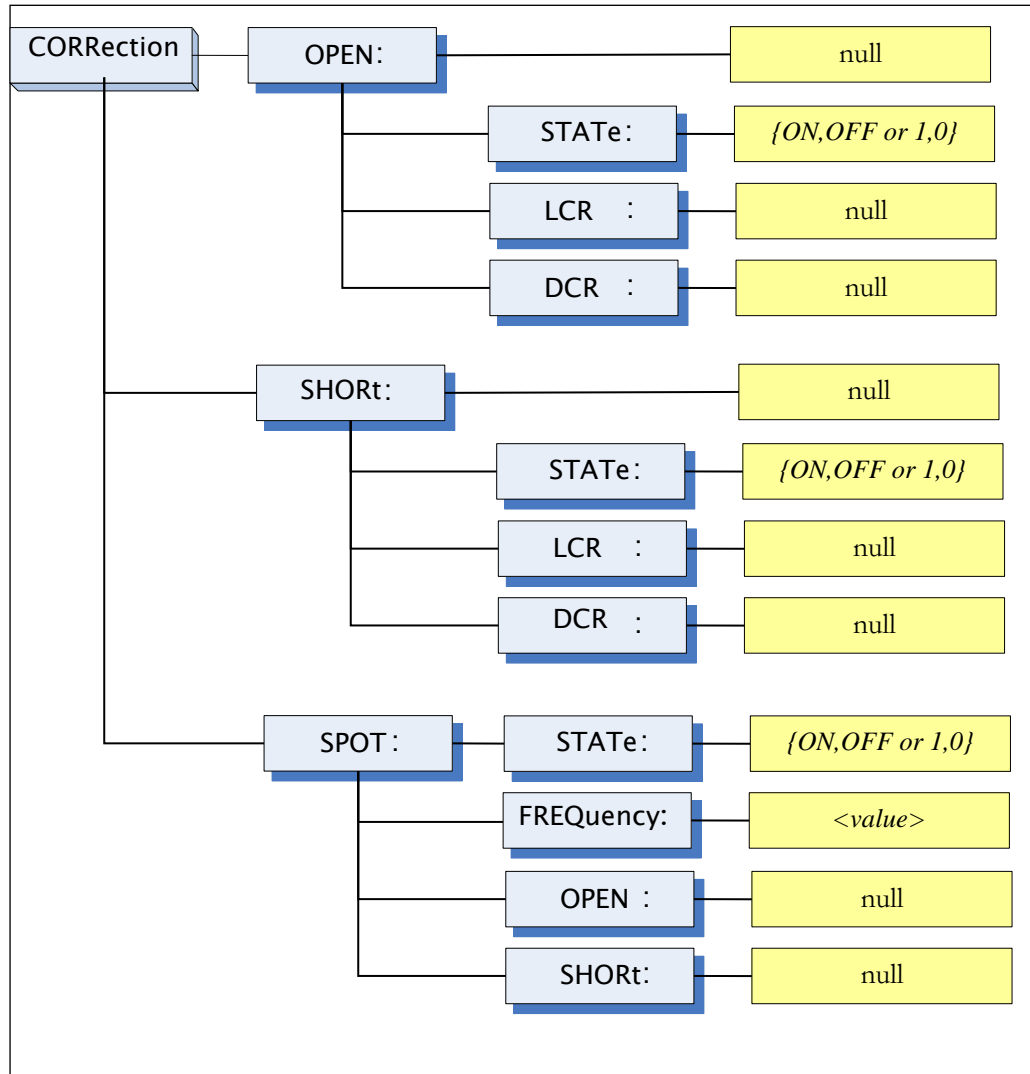 CORRection OPEN: null
STATe: {ON,OFF or 1,0}
LCR : null
DCR : null
SHORt: null
STATe: {ON,OFF or 1,0}
LCR : null
DCR : null
SPOT: STATe: {ON,OFF or 1,0}
FREQuency: <value>
OPEN : null
SHORt: null